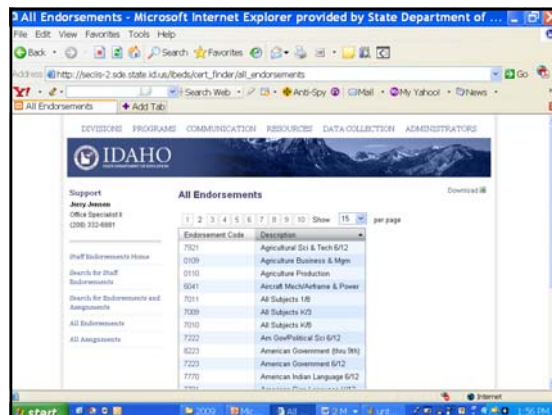 All Endorsements - Microsoft Internet Explorer provided by State Department of ...
File Edit View Favorites Tools Help
Back Search Favorites
Address http://seciis-2.sde.state.id.us/ibeds/cert_finder/all_endorsements Go
Y! Search Web Anti-Spy Mail My Yahoo! News
All Endorsements Add Tab
DIVISIONS PROGRAMS COMMUNICATION RESOURCES DATA COLLECTION ADMINISTRATORS
IDAHO
STATE DEPARTMENT OF EDUCATION
Support
Jerry Jensen
Office Specialist II
(208) 332-6881
Staff Endorsements Home
Search for Staff
Endorsements
Search for Endorsements and
Assignments
All Endorsements
All Assignments
All Endorsements
Download
1 2 3 4 5 6 7 8 9 10 Show 15 per page
Endorsement Code Description
7921 Agricultural Sci & Tech 6/12
0109 Agriculture Business & Mgm
0110 Agriculture Production
6041 Aircraft Mech/Airframe & Power
7011 All Subjects 1/8
7009 All Subjects K/3
7010 All Subjects K/8
7222 Am Gov/Political Sci 6/12
8223 American Government (thru 9th)
7223 American Government 6/12
7770 American Indian Language 6/12
Internet
start 2009 All 1:56 AM